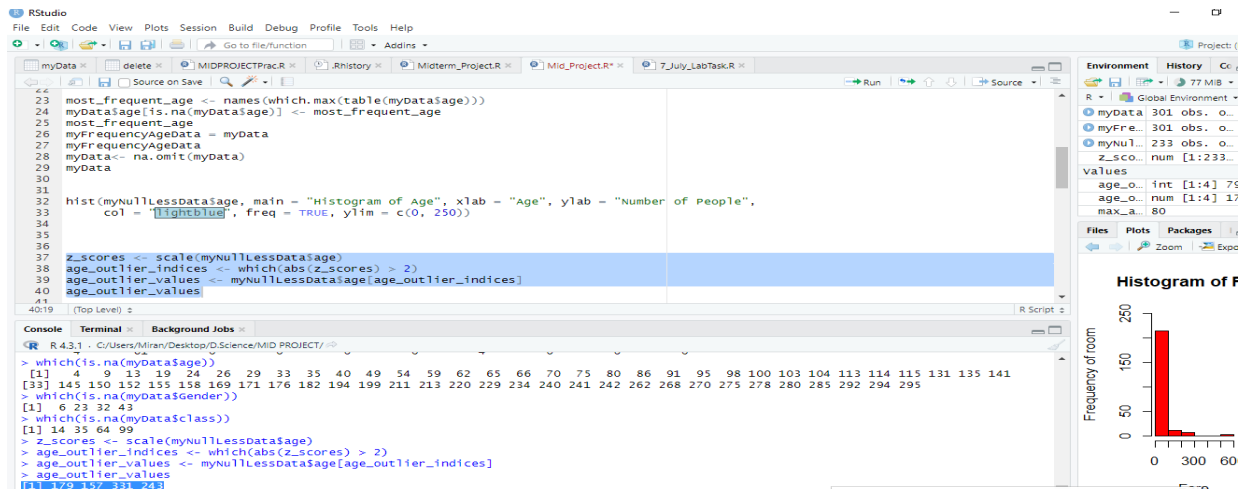 RStudio
File Edit Code View Plots Session Build Debug Profile Tools Help
Go to file/function Addins
Project: (
myData delete MIDPROJECTPrac.R .Rhistory Midterm_Project.R Mid_Project.R* 7_July_LabTask.R
Source on Save Run Source
23 most_frequent_age <- names(which.max(table(myData$age)))
24 myData$age[is.na(myData$age)] <- most_frequent_age
25 most_frequent_age
26 myFrequencyAgeData = myData
27 myFrequencyAgeData
28 myData<- na.omit(myData)
29 myData
30
31
32 hist(myNullLessData$age, main = "Histogram of Age", xlab = "Age", ylab = "Number of People",
33 col = "lightblue", freq = TRUE, ylim = c(0, 250))
34
35
36
37 z_scores <- scale(myNullLessData$age)
38 age_outlier_indices <- which(abs(z_scores) > 2)
39 age_outlier_values <- myNullLessData$age[age_outlier_indices]
40 age_outlier_values
41
40:19 (Top Level) R Script
Console Terminal Background Jobs
R 4.3.1 · C:/Users/Miran/Desktop/D.Science/MID PROJECT/
> which(is.na(myData$age))
[1] 4 9 13 19 24 26 29 33 35 40 49 54 59 62 65 66 70 75 80 86 91 95 98 100 103 104 113 114 115 131 135 141
[33] 145 150 152 155 158 169 171 176 182 194 199 211 213 220 229 234 240 241 242 262 268 270 275 278 280 285 292 294 295
> which(is.na(myData$Gender))
[1] 6 23 32 43
> which(is.na(myData$class))
[1] 14 35 64 99
> z_scores <- scale(myNullLessData$age)
> age_outlier_indices <- which(abs(z_scores) > 2)
> age_outlier_values <- myNullLessData$age[age_outlier_indices]
> age_outlier_values
[1] 179 157 331 243
Environment History Co
77 MiB
R Global Environment
myData 301 obs. o…
myFre… 301 obs. o…
myNul… 233 obs. o…
z_sco… num [1:233…
Values
age_o… int [1:4] 79
age_o… num [1:4] 17
max_a… 80
Files Plots Packages
Zoom Expo
Histogram of F
Frequency of room
250
150
50
0
0 300 600